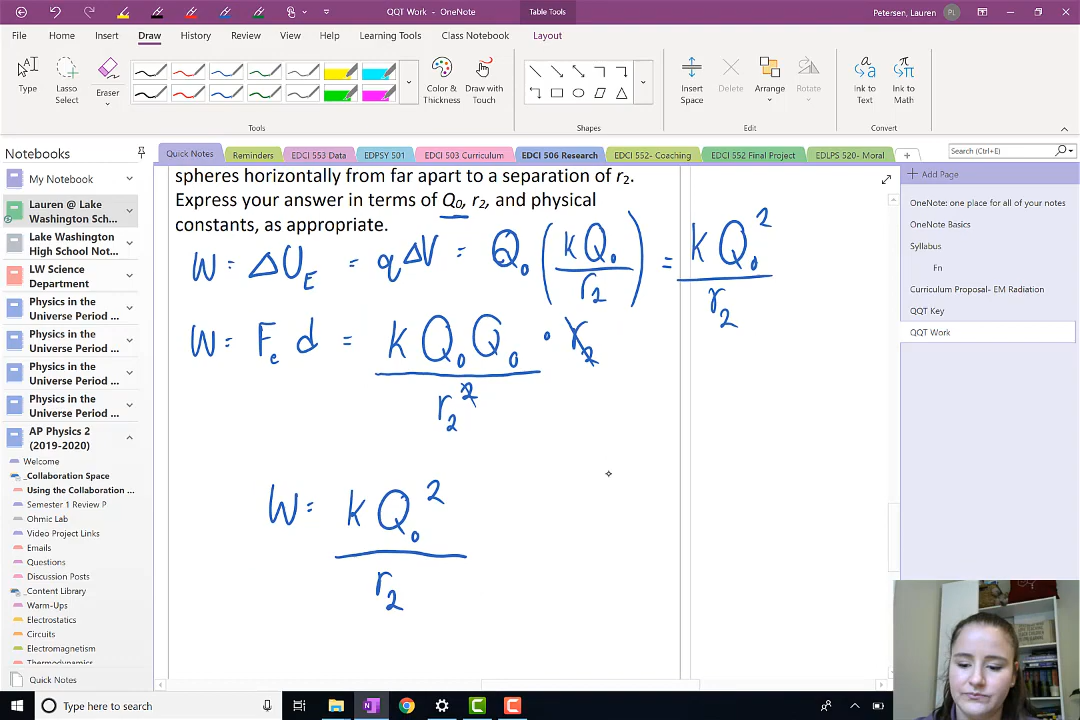 QQT Work - OneNote
Table Tools
Petersen, Lauren
PL
File Home Insert Draw History Review View Help Learning Tools Class Notebook Layout
Type
Lasso Select
Eraser
Color & Thickness
Draw with Touch
Insert Space
Delete
Arrange
Rotate
Ink to Text
Ink to Math
Tools
Shapes
Edit
Convert
Notebooks
Quick Notes
Reminders
EDCI 553 Data
EDPSY 501
EDCI 503 Curriculum
EDCI 506 Research
EDCI 552- Coaching
EDCI 552 Final Project
EDLPS 520- Moral
Search (Ctrl+E)
My Notebook
Lauren @ Lake Washington Sch...
Lake Washington High School Not...
LW Science Department
Physics in the Universe Period ...
Physics in the Universe Period ...
Physics in the Universe Period ...
Physics in the Universe Period ...
AP Physics 2 (2019-2020)
Welcome
_Collaboration Space
Using the Collaboration ...
Semester 1 Review P
Ohmic Lab
Video Project Links
Emails
Questions
Discussion Posts
_Content Library
Warm-Ups
Electrostatics
Circuits
Electromagnetism
Thermodynamics
Quick Notes
spheres horizontally from far apart to a separation of r₂.
Express your answer in terms of Q₀, r₂, and physical
constants, as appropriate.
W = ΔU_E = qΔV = Q₀ (kQ₀/r₂) = kQ₀²/r₂
W = Fₑ d = kQ₀Q₀/r₂² · r₂
W = kQ₀²/r₂
Add Page
OneNote: one place for all of your notes
OneNote Basics
Syllabus
Fn
Curriculum Proposal- EM Radiation
QQT Key
QQT Work
Type here to search